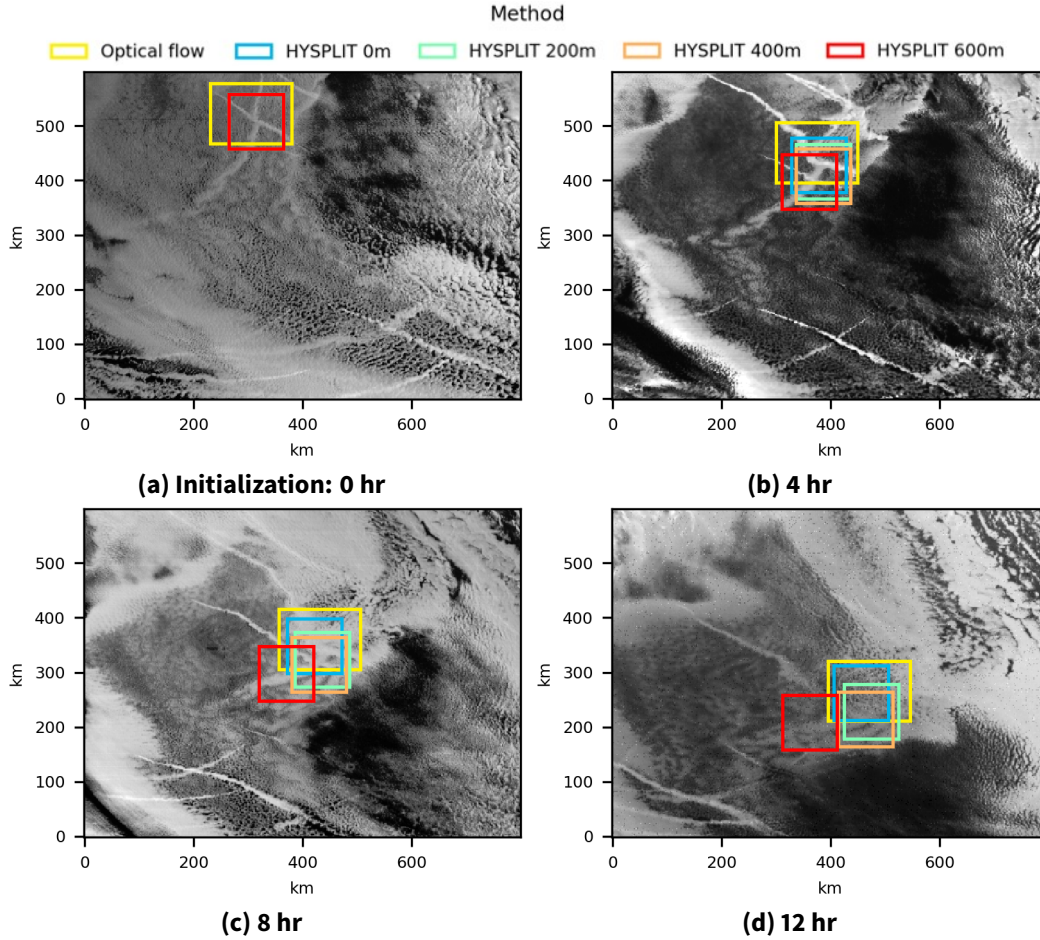 Method
Optical flow HYSPLIT 0m HYSPLIT 200m HYSPLIT 400m HYSPLIT 600m
500
400
300
200
100
0
km
0 200 400 600
km
(a) Initialization: 0 hr
500
400
300
200
100
0
km
0 200 400 600
km
(b) 4 hr
500
400
300
200
100
0
km
0 200 400 600
km
(c) 8 hr
500
400
300
200
100
0
km
0 200 400 600
km
(d) 12 hr